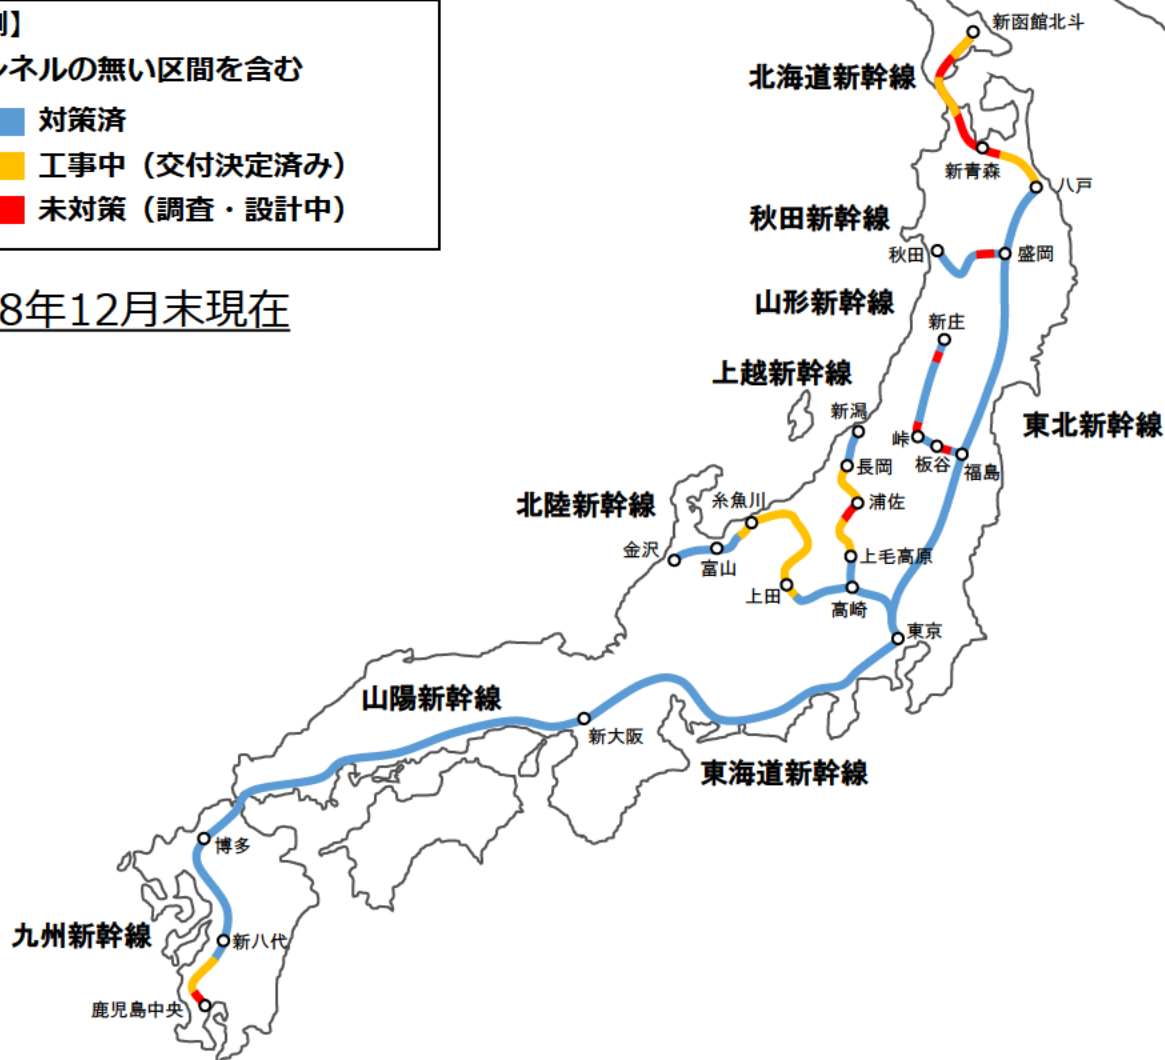 例】
ンネルの無い区間を含む
対策済
工事中（交付決定済み）
未対策（調査・設計中）
8年12月末現在
新函館北斗
北海道新幹線
新青森
八戸
秋田新幹線
秋田
盛岡
山形新幹線
新庄
上越新幹線
新潟
東北新幹線
峠
板谷
福島
長岡
北陸新幹線
糸魚川
浦佐
金沢
富山
上毛高原
上田
高崎
東京
山陽新幹線
新大阪
東海道新幹線
博多
九州新幹線
新八代
鹿児島中央